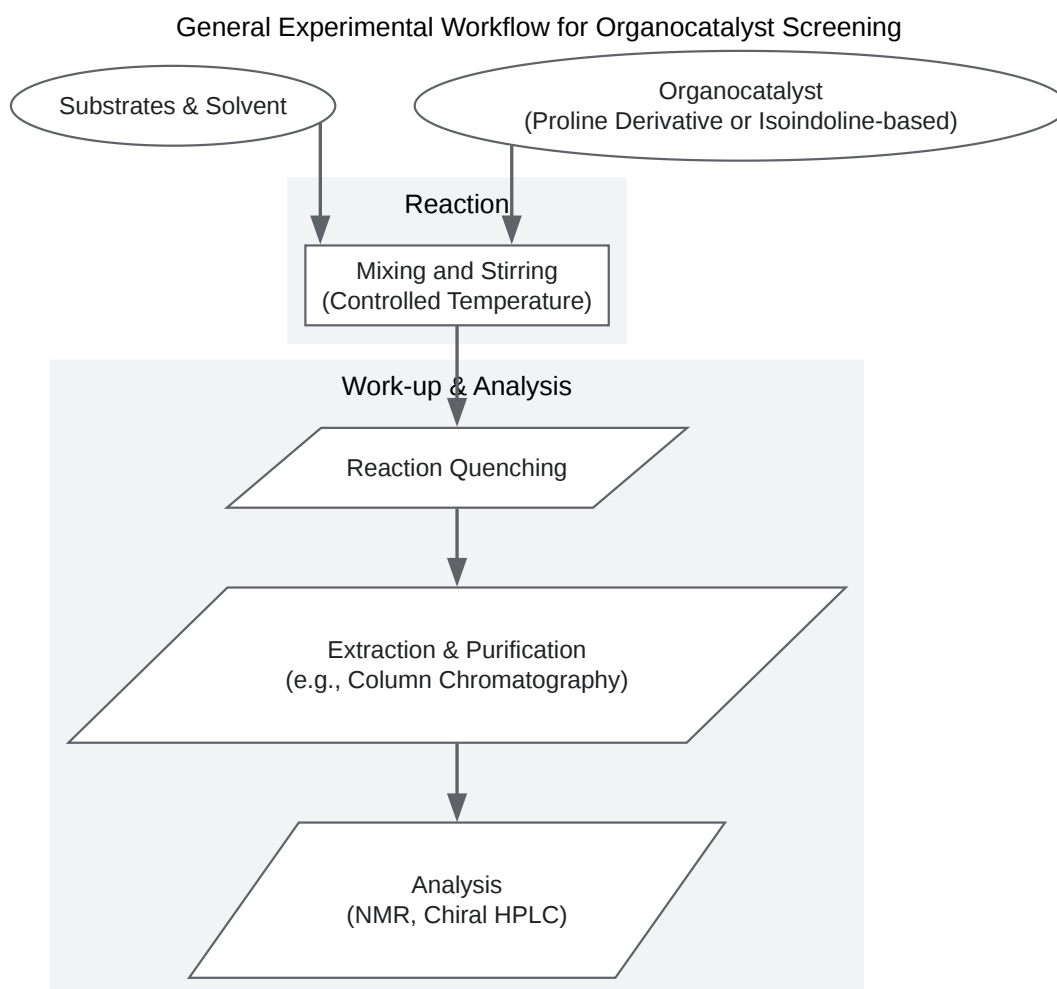 General Experimental Workflow for Organocatalyst Screening
Substrates & Solvent
Organocatalyst
(Proline Derivative or Isoindoline-based)
Reaction
Mixing and Stirring
(Controlled Temperature)
Work-up & Analysis
Reaction Quenching
Extraction & Purification
(e.g., Column Chromatography)
Analysis
(NMR, Chiral HPLC)